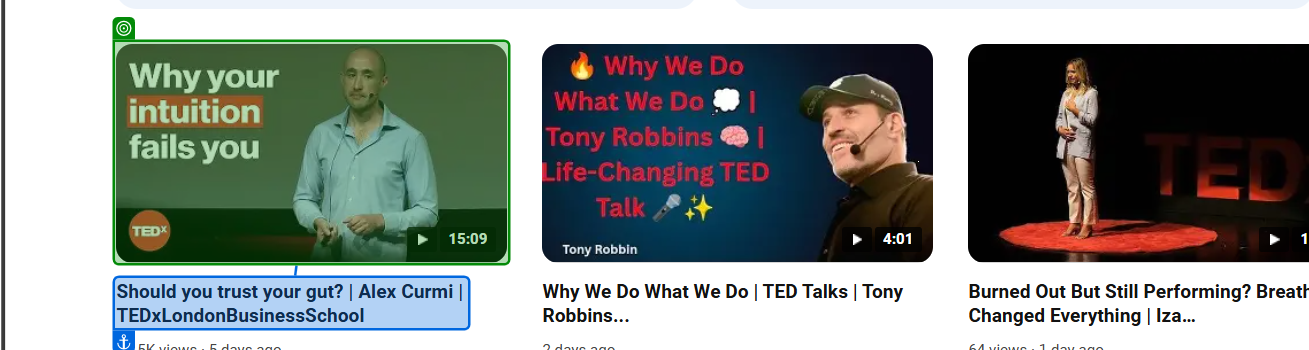 Why your
intuition
fails you
TEDx
15:09
Should you trust your gut? | Alex Curmi |
TEDxLondonBusinessSchool
5K views · 5 days ago
🔥 Why We Do
What We Do 💭 |
Tony Robbins 🧠 |
Life-Changing TED
Talk 🎤✨
Tony Robbin
4:01
Why We Do What We Do | TED Talks | Tony
Robbins...
2 days ago
TED
1
Burned Out But Still Performing? Breath
Changed Everything | Iza…
64 views · 1 day ago